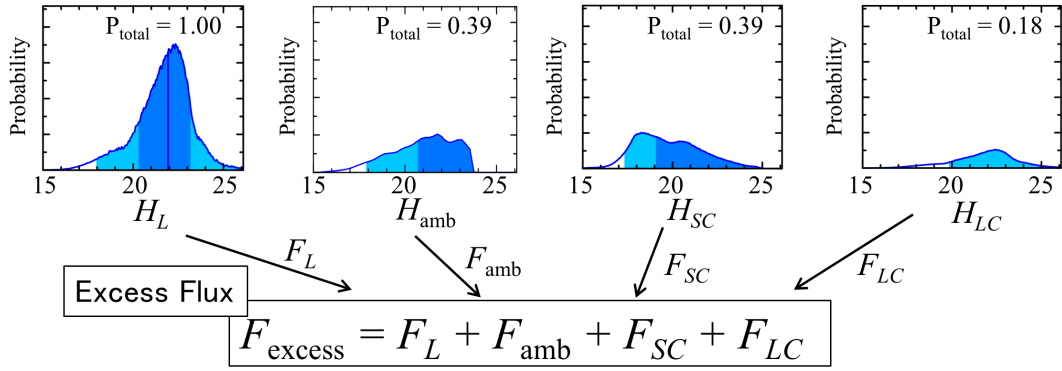 P_total = 1.00
Probability
15 20 25
H_L
P_total = 0.39
Probability
15 20 25
H_amb
P_total = 0.39
Probability
15 20 25
H_SC
P_total = 0.18
Probability
15 20 25
H_LC
F_L
F_amb
F_SC
F_LC
Excess Flux
F_excess = F_L + F_amb + F_SC + F_LC